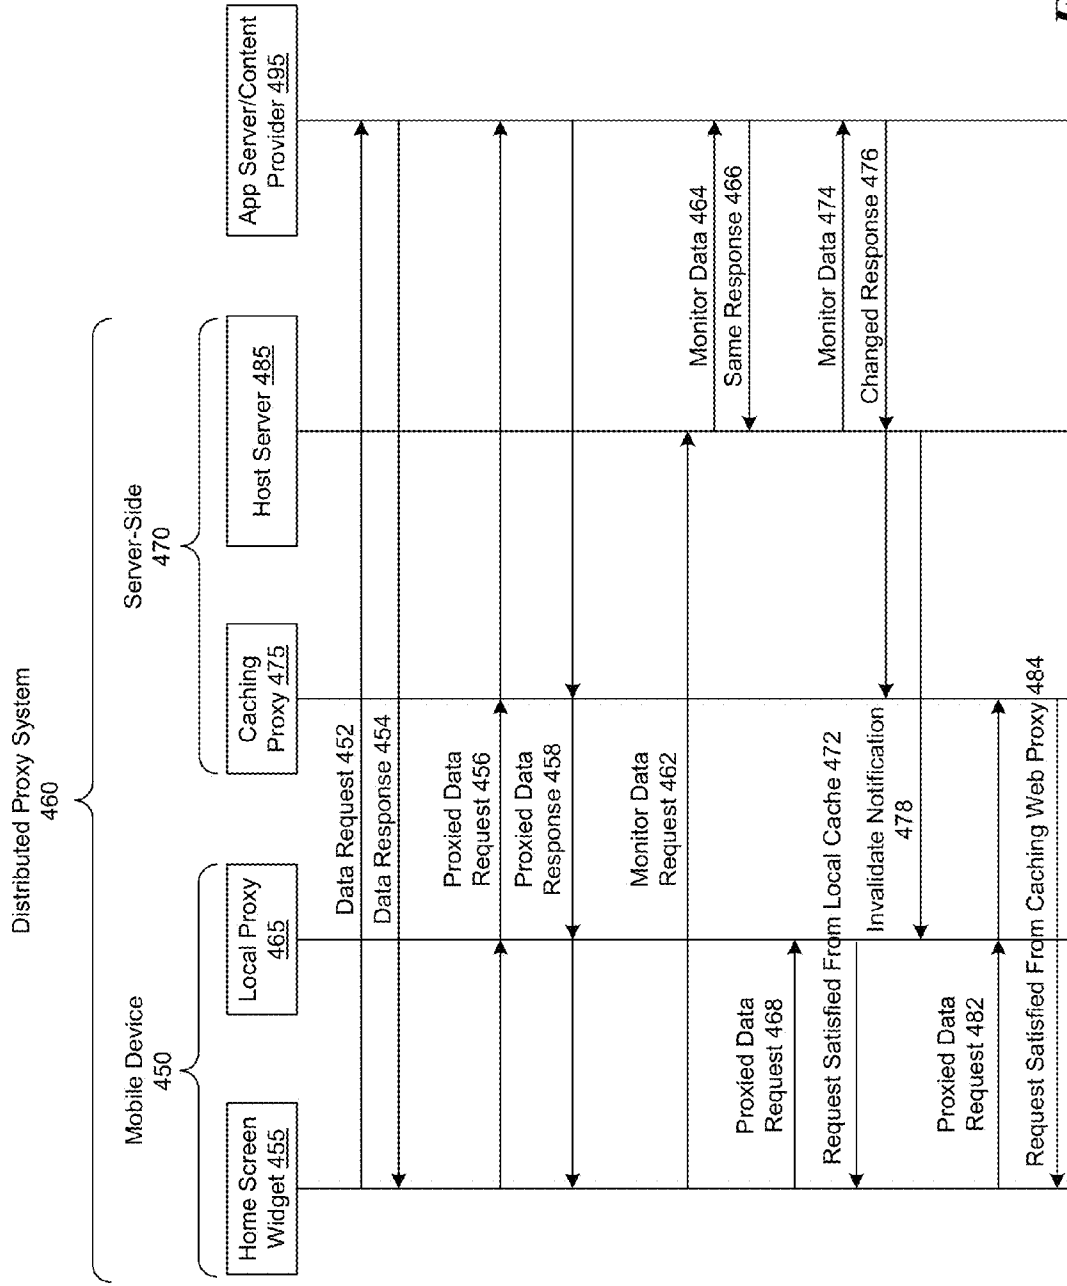 Distributed Proxy System
460
Mobile Device
450
Server-Side
470
Home Screen
Widget 455
Local Proxy
465
Caching
Proxy 475
Host Server 485
App Server/Content
Provider 495
Data Request 452
Data Response 454
Proxied Data
Request 456
Proxied Data
Response 458
Monitor Data
Request 462
Monitor Data 464
Same Response 466
Proxied Data
Request 468
Request Satisfied From Local Cache 472
Monitor Data 474
Changed Response 476
Invalidate Notification
478
Proxied Data
Request 482
Request Satisfied From Caching Web Proxy 484